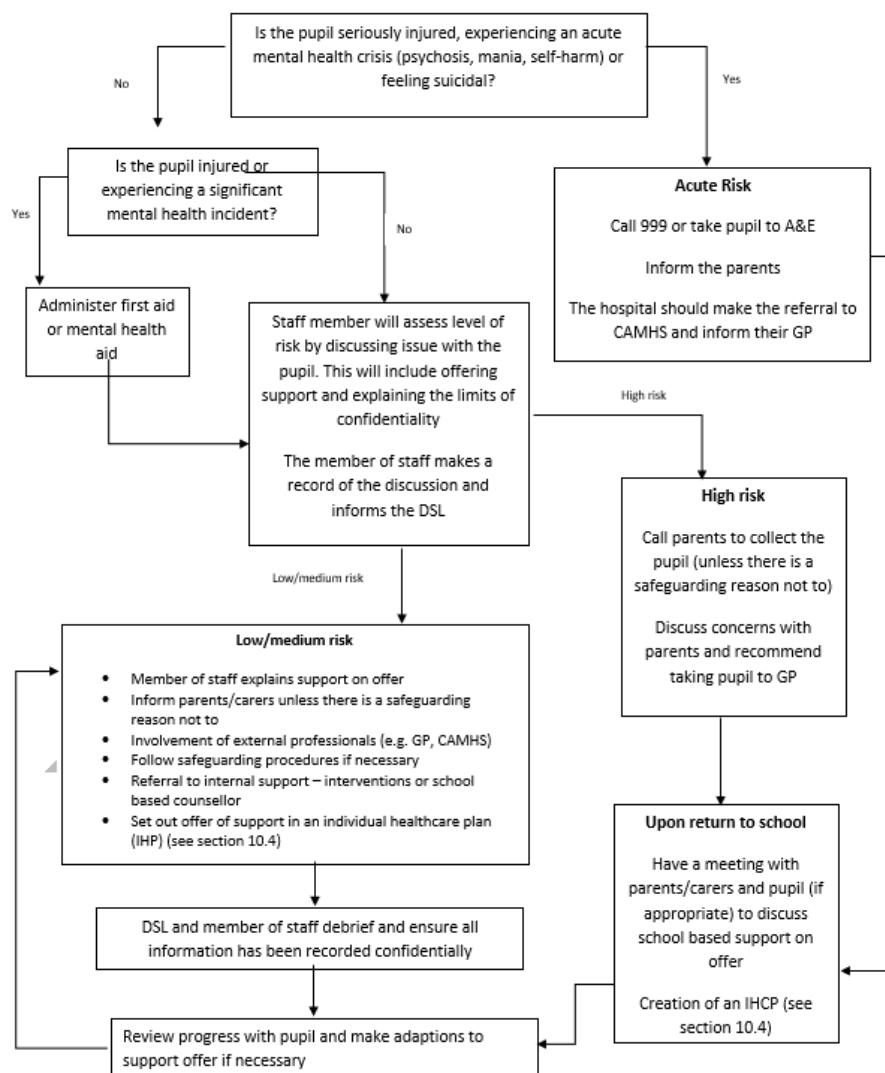 Is the pupil seriously injured, experiencing an acute
mental health crisis (psychosis, mania, self-harm) or
feeling suicidal?
No
Yes
Is the pupil injured or
experiencing a significant
mental health incident?
Yes
No
Acute Risk
Call 999 or take pupil to A&E
Inform the parents
The hospital should make the referral to
CAMHS and inform their GP
Administer first aid
or mental health
aid
Staff member will assess level of
risk by discussing issue with the
pupil. This will include offering
support and explaining the limits of
confidentiality
The member of staff makes a
record of the discussion and
informs the DSL
High risk
High risk
Call parents to collect the
pupil (unless there is a
safeguarding reason not to)
Discuss concerns with
parents and recommend
taking pupil to GP
Low/medium risk
Low/medium risk
• Member of staff explains support on offer
• Inform parents/carers unless there is a safeguarding
reason not to
• Involvement of external professionals (e.g. GP, CAMHS)
• Follow safeguarding procedures if necessary
• Referral to internal support – interventions or school
based counsellor
• Set out offer of support in an individual healthcare plan
(IHP) (see section 10.4)
Upon return to school
Have a meeting with
parents/carers and pupil (if
appropriate) to discuss
school based support on
offer
Creation of an IHCP (see
section 10.4)
DSL and member of staff debrief and ensure all
information has been recorded confidentially
Review progress with pupil and make adaptions to
support offer if necessary